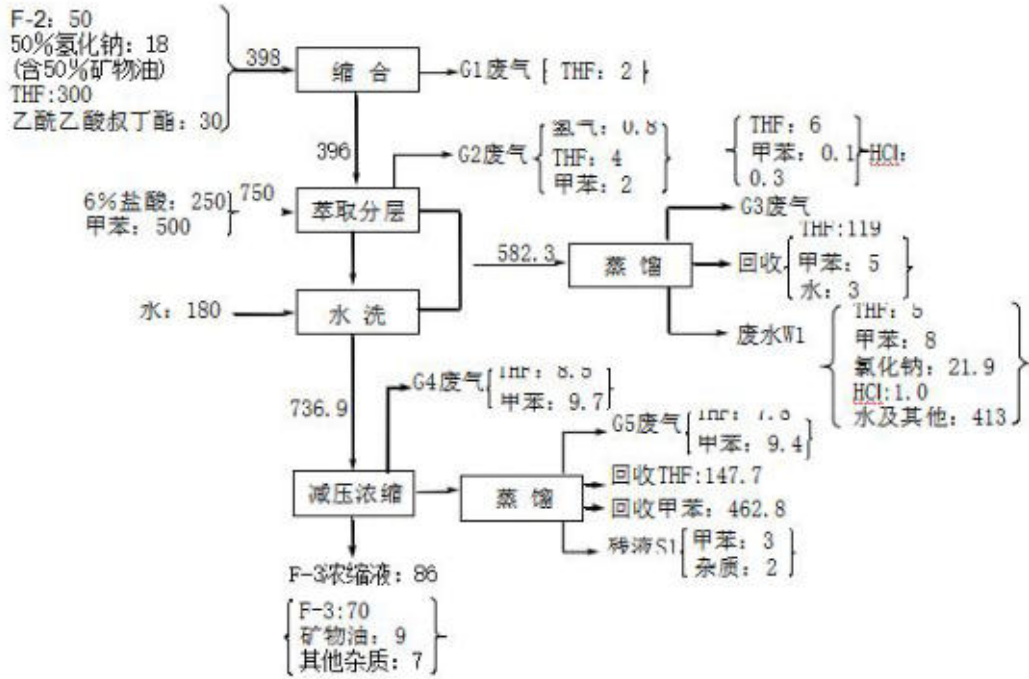 F-2: 50
50%氢化钠: 18
(含50%矿物油)
THF:300
乙酰乙酸叔丁酯: 30
398
缩 合
G1废气
THF: 2
396
G2废气
氢气: 0.8
THF: 4
甲苯: 2
6%盐酸: 250
甲苯: 500
750
萃取分层
水: 180
水 洗
582.3
蒸 馏
THF: 6
甲苯: 0.1
HCl:
0.3
G3废气
回收
THF:119
甲苯: 5
水: 3
废水W1
THF: 5
甲苯: 8
氯化钠: 21.9
HCl:1.0
水及其他: 413
736.9
G4废气
THF: 8.5
甲苯: 9.7
减压浓缩
蒸 馏
G5废气
THF: 7.8
甲苯: 9.4
回收THF:147.7
回收甲苯: 462.8
残液S1
甲苯: 3
杂质: 2
F-3浓缩液: 86
F-3:70
矿物油: 9
其他杂质: 7